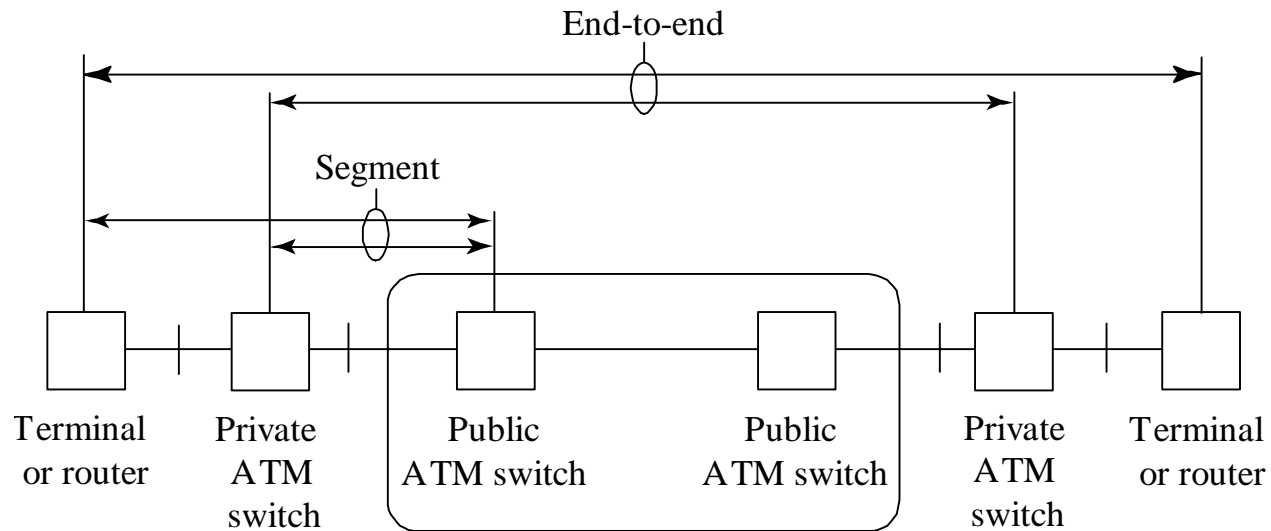 End-to-end
Segment
Terminal
or router
Private
ATM
switch
Public
ATM switch
Public
ATM switch
Private
ATM
switch
Terminal
or router